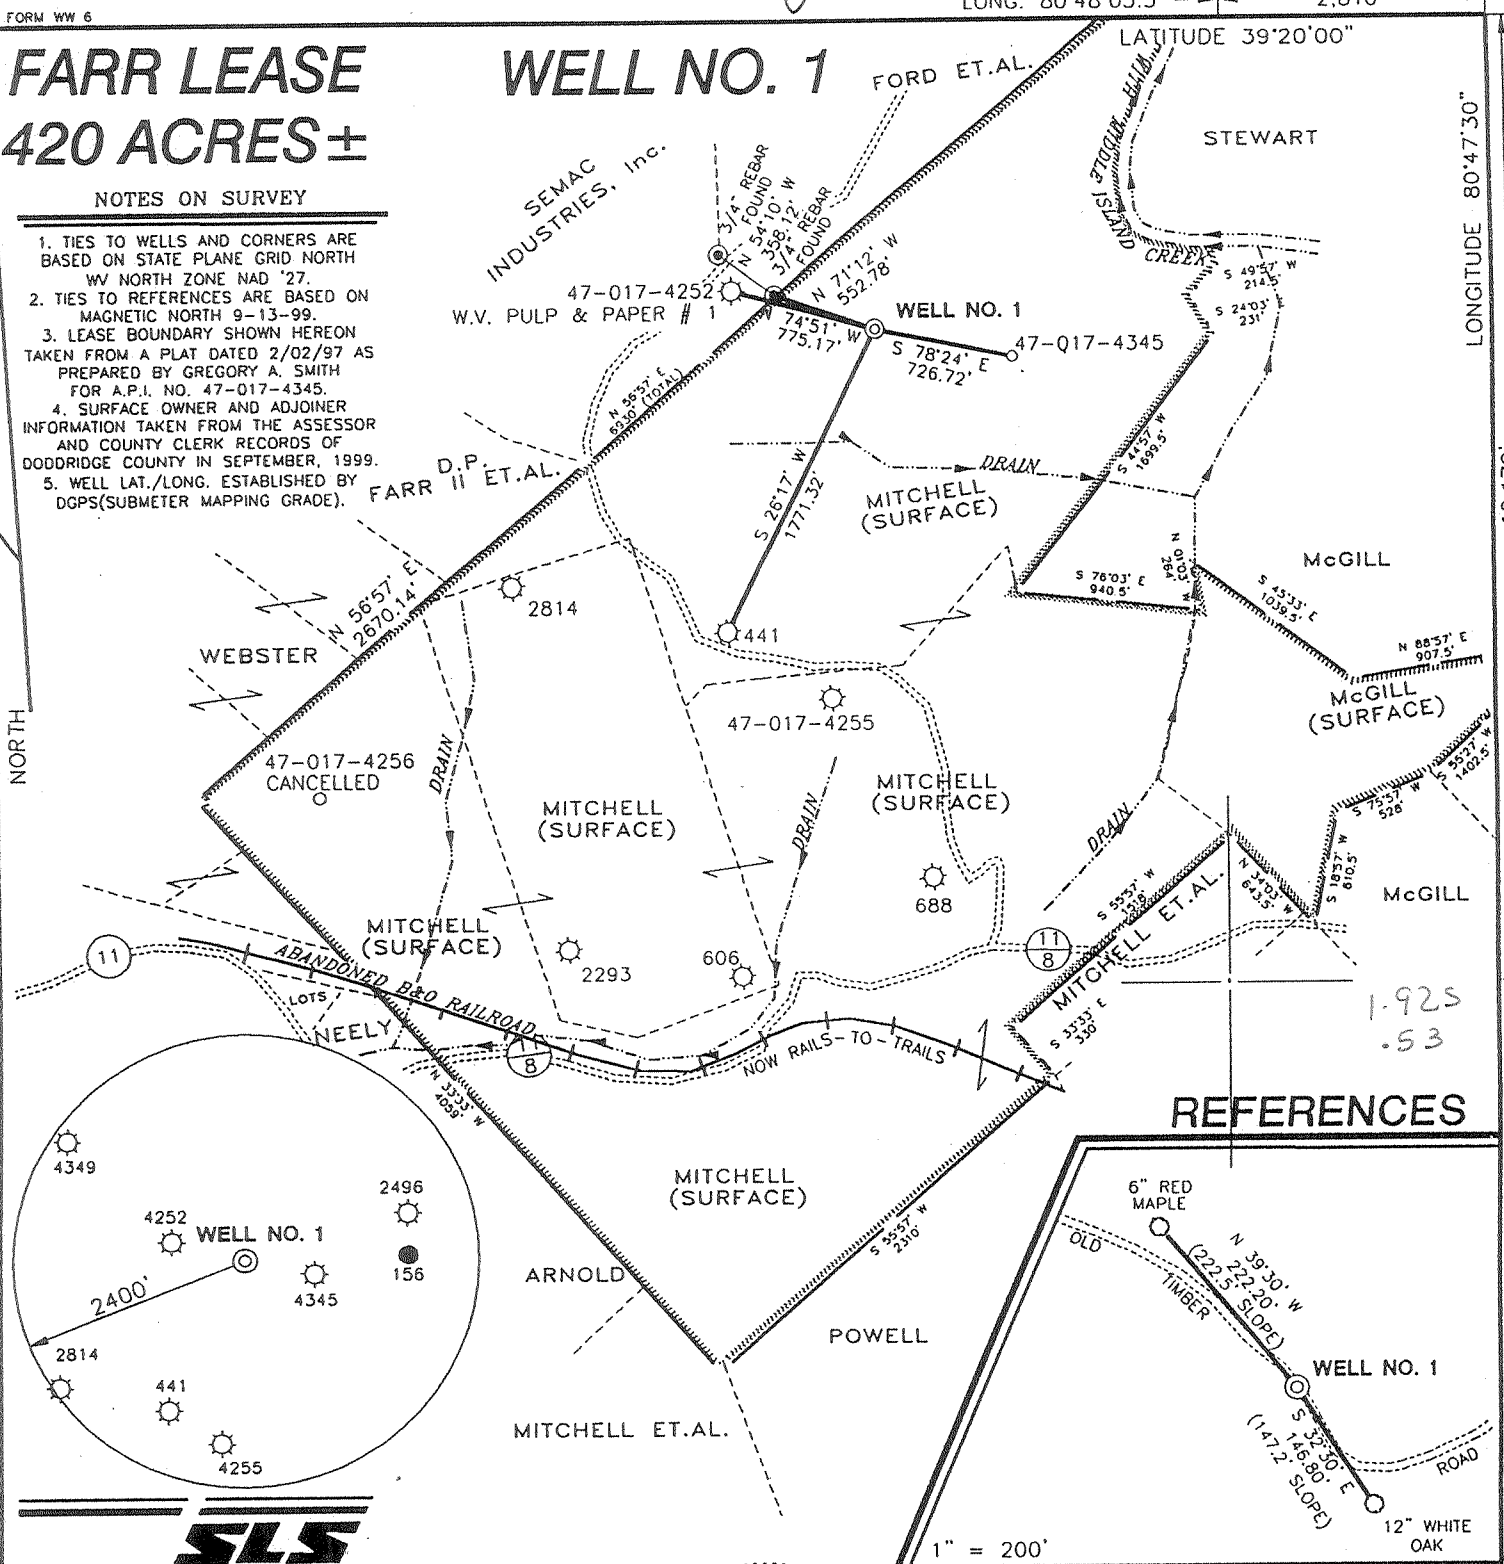 FORM WW 6
LATITUDE 39°20'00"
FARR LEASE
420 ACRES ±
WELL NO. 1
FORD ET.AL.
NOTES ON SURVEY
1. TIES TO WELLS AND CORNERS ARE
BASED ON STATE PLANE GRID NORTH
WV NORTH ZONE NAD '27.
2. TIES TO REFERENCES ARE BASED ON
MAGNETIC NORTH 9-13-99.
3. LEASE BOUNDARY SHOWN HEREON
TAKEN FROM A PLAT DATED 2/02/97 AS
PREPARED BY GREGORY A. SMITH
FOR A.P.I. NO. 47-017-4345.
4. SURFACE OWNER AND ADJOINER
INFORMATION TAKEN FROM THE ASSESSOR
AND COUNTY CLERK RECORDS OF
DODDRIDGE COUNTY IN SEPTEMBER, 1999.
5. WELL LAT./LONG. ESTABLISHED BY
DGPS(SUBMETER MAPPING GRADE).
SEMAC
INDUSTRIES, Inc.
3/4" REBAR
FOUND
N 54°10' W
358.12'
3/4" REBAR
FOUND
N 71°12' W
552.78'
WITH MIDDLE ISLAND
CREEK
STEWART
LONGITUDE 80°47'30"
S 49°57' W
214.5'
S 24°03' W
231'
47-017-4252
W.V. PULP & PAPER # 1
74°51' W
775.17'
WELL NO. 1
S 78°24' E
726.72'
47-017-4345
N 56°57' E
6930' (TOTAL)
S 44°57' W
1699.5'
D.P.
FARR II ET.AL.
S 26°17' W
1771.32'
DRAIN
MITCHELL
(SURFACE)
N 01°03' W
264'
McGILL
S 76°03' E
940.5'
S 45°33' E
1039.5'
N 56°57' E
2670.14'
2814
441
N 88°57' E
907.5'
WEBSTER
McGILL
(SURFACE)
NORTH
47-017-4255
47-017-4256
CANCELLED
DRAIN
S 55°27' W
1402.5'
MITCHELL
(SURFACE)
MITCHELL
(SURFACE)
DRAIN
DRAIN
S 75°57' W
528'
S 18°57' W
610.5'
N 34°03' W
643.5'
McGILL
688
S 55°57' W
1518'
MITCHELL ET.AL.
MITCHELL
(SURFACE)
11
ABANDONED B&O RAILROAD
2293
606
11
8
LOTS
NEELY
11
8
NOW RAILS-TO-TRAILS
S 33°33' E
330'
1.925
.53
N 33°33' W
4059'
REFERENCES
MITCHELL
(SURFACE)
S 55°57' W
2310'
4349
2496
4252
WELL NO. 1
156
4345
2400'
2814
441
4255
ARNOLD
POWELL
MITCHELL ET.AL.
6" RED
MAPLE
OLD
TIMBER
ROAD
N 39°30' W
222.20'
(222.5' SLOPE)
WELL NO. 1
S 32°30' E
146.80'
(147.2' SLOPE)
12" WHITE
OAK
SLS
1" = 200'